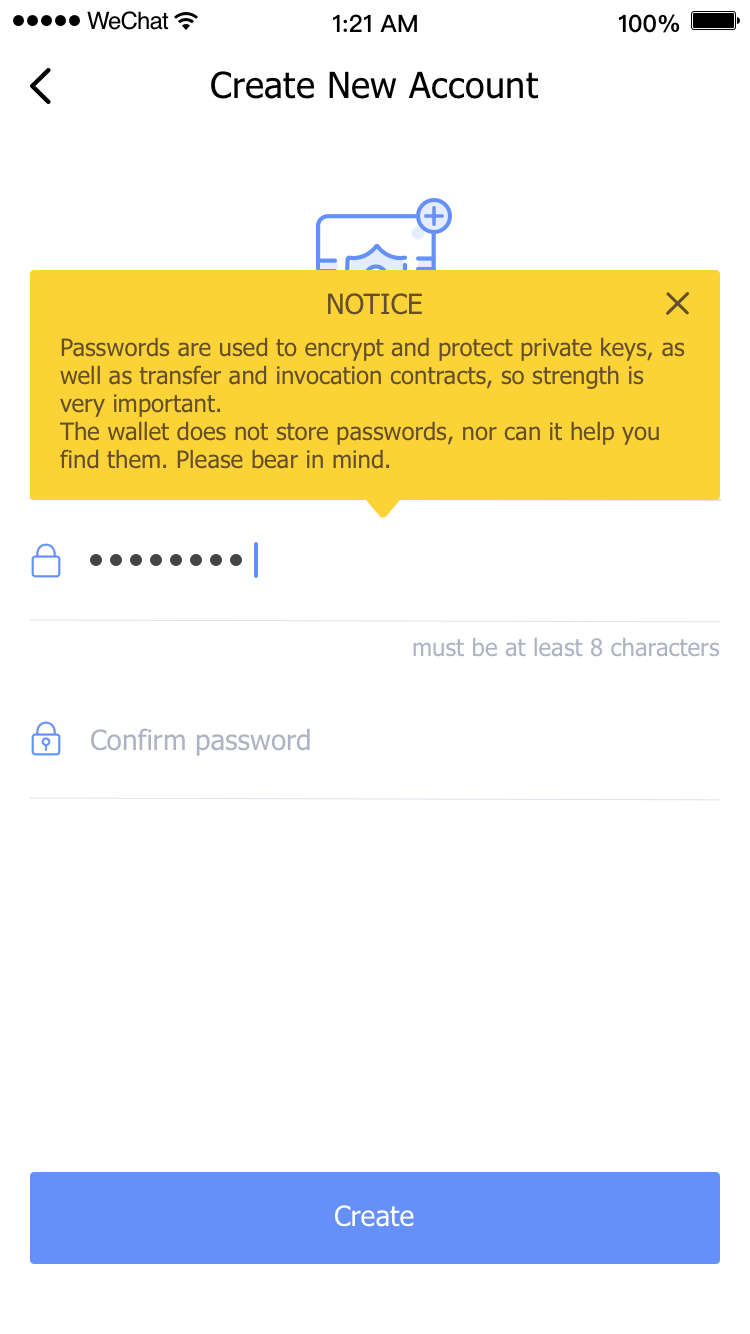 WeChat 1:21 AM 100%
Create New Account
NOTICE
Passwords are used to encrypt and protect private keys, as
well as transfer and invocation contracts, so strength is
very important.
The wallet does not store passwords, nor can it help you
find them. Please bear in mind.
must be at least 8 characters
Confirm password
Create